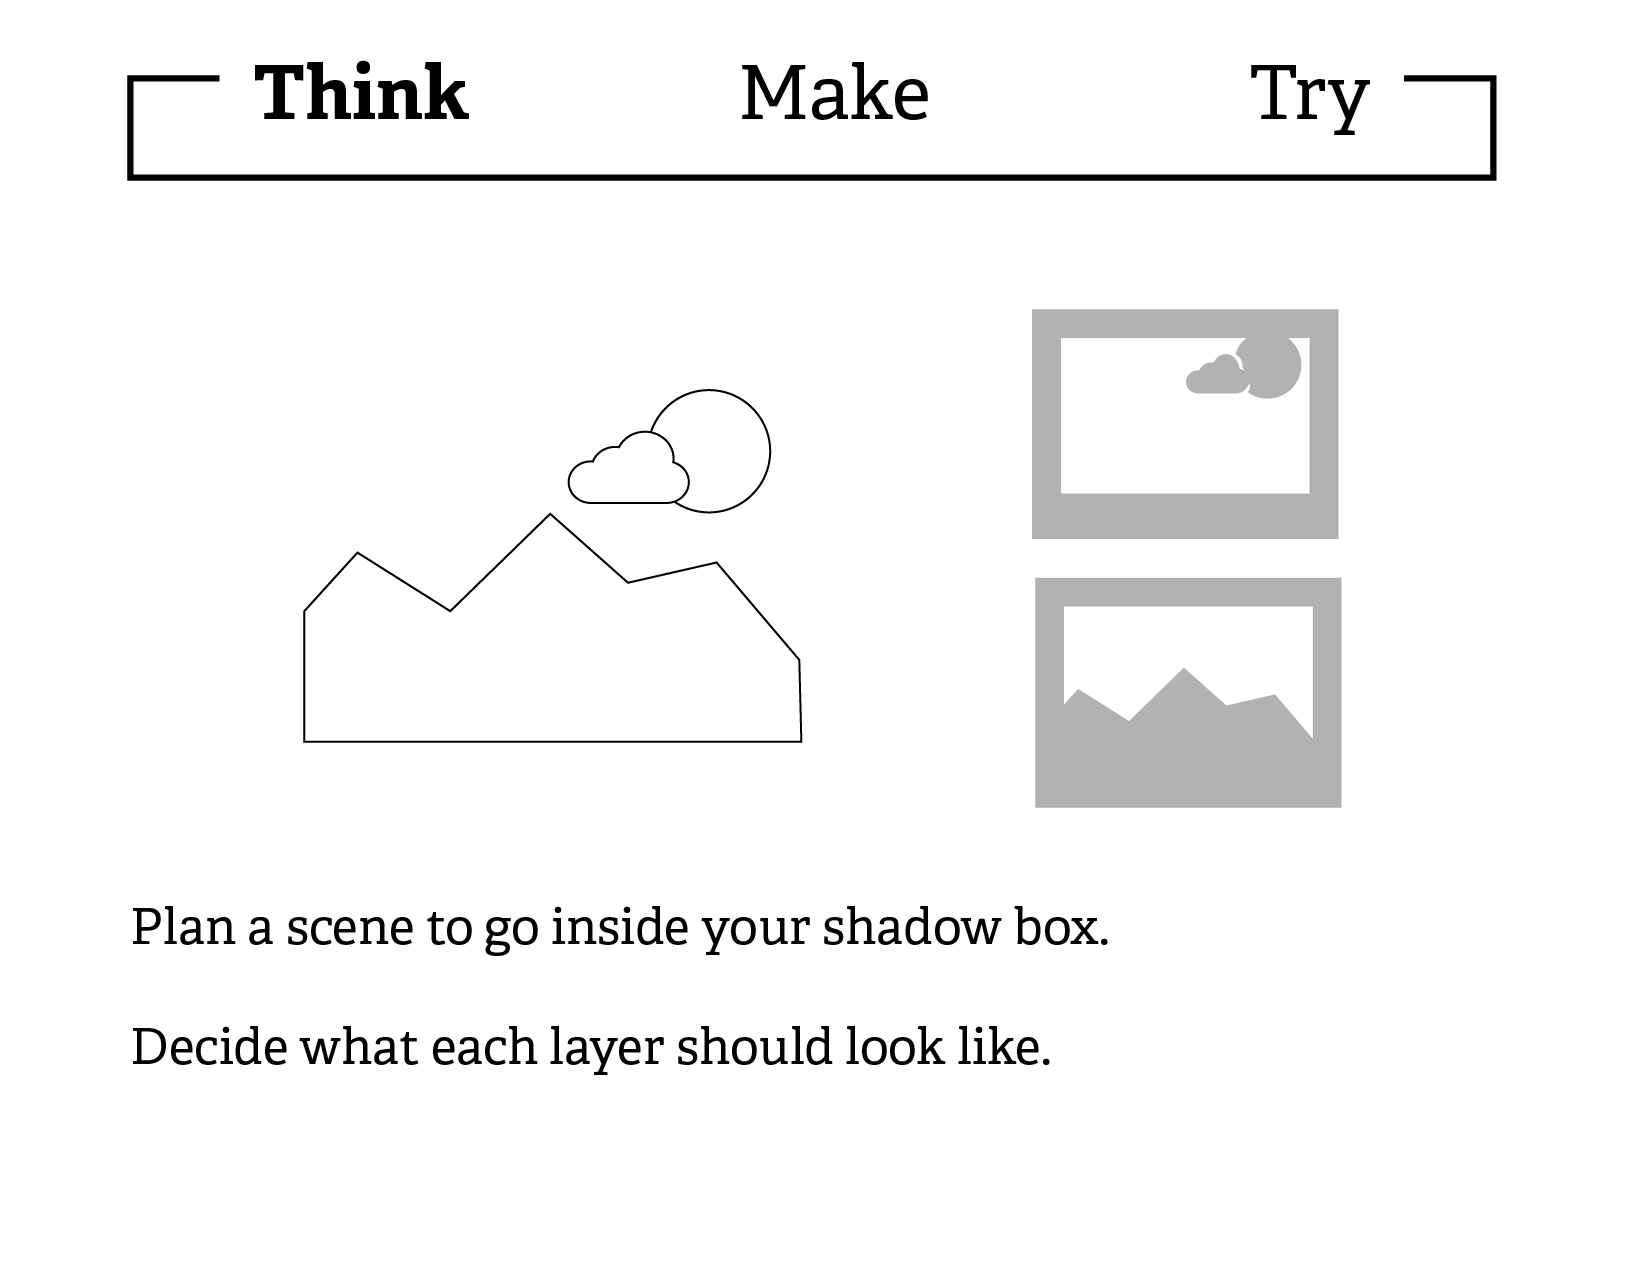 Think Make Try
Plan a scene to go inside your shadow box.
Decide what each layer should look like.